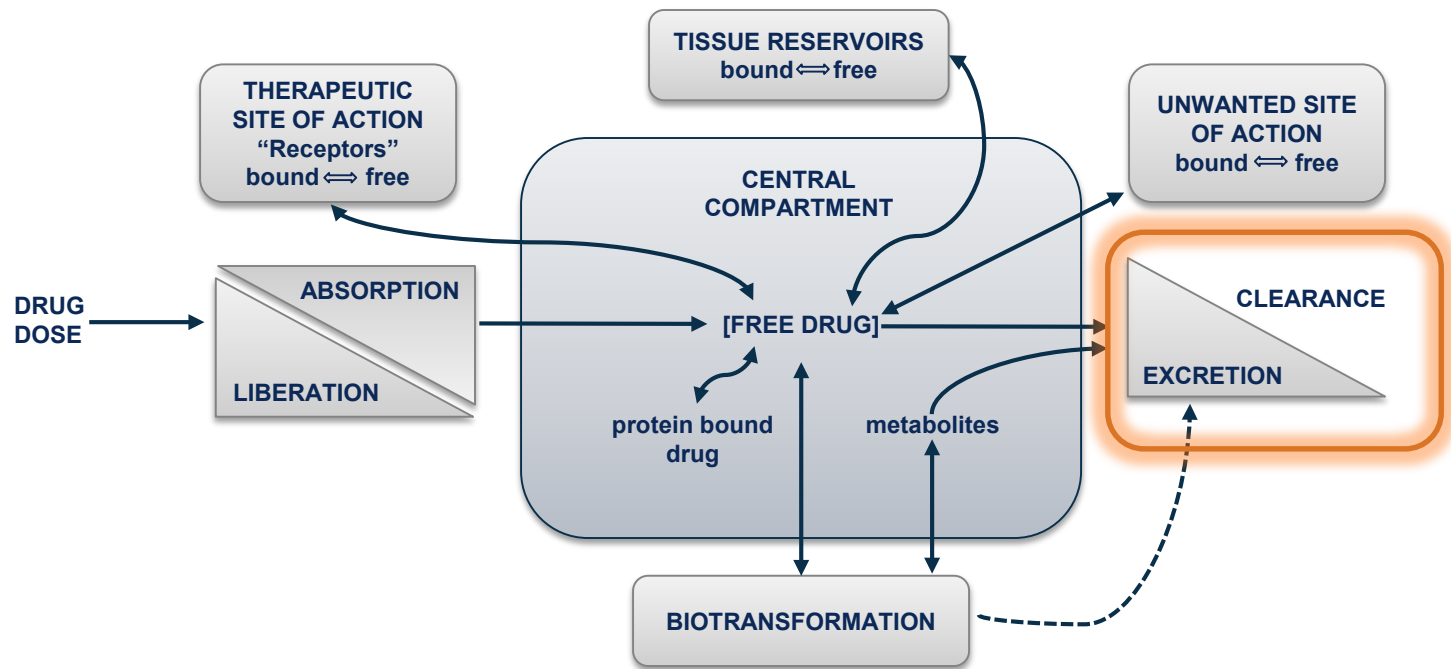 TISSUE RESERVOIRS
bound ⟺ free
THERAPEUTIC
SITE OF ACTION
“Receptors”
bound ⟺ free
UNWANTED SITE
OF ACTION
bound ⟺ free
CENTRAL
COMPARTMENT
DRUG
DOSE
ABSORPTION
LIBERATION
[FREE DRUG]
CLEARANCE
EXCRETION
protein bound
drug
metabolites
BIOTRANSFORMATION